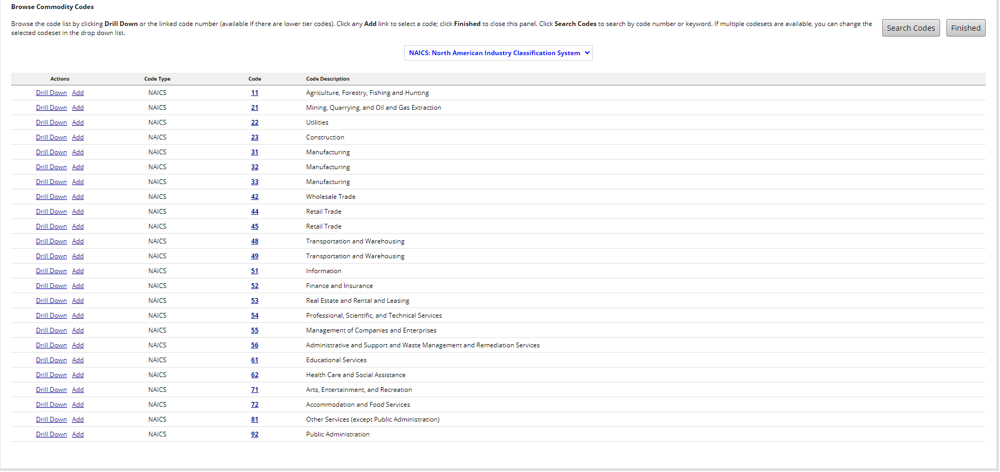 Browse Commodity Codes
Browse the code list by clicking Drill Down or the linked code number (available if there are lower tier codes). Click any Add link to select a code; click Finished to close this panel. Click Search Codes to search by code number or keyword. If multiple codesets are available, you can change the
selected codeset in the drop down list.
Search Codes Finished
NAICS: North American Industry Classification System
Actions Code Type Code Code Description
Drill Down Add NAICS 11 Agriculture, Forestry, Fishing and Hunting
Drill Down Add NAICS 21 Mining, Quarrying, and Oil and Gas Extraction
Drill Down Add NAICS 22 Utilities
Drill Down Add NAICS 23 Construction
Drill Down Add NAICS 31 Manufacturing
Drill Down Add NAICS 32 Manufacturing
Drill Down Add NAICS 33 Manufacturing
Drill Down Add NAICS 42 Wholesale Trade
Drill Down Add NAICS 44 Retail Trade
Drill Down Add NAICS 45 Retail Trade
Drill Down Add NAICS 48 Transportation and Warehousing
Drill Down Add NAICS 49 Transportation and Warehousing
Drill Down Add NAICS 51 Information
Drill Down Add NAICS 52 Finance and Insurance
Drill Down Add NAICS 53 Real Estate and Rental and Leasing
Drill Down Add NAICS 54 Professional, Scientific, and Technical Services
Drill Down Add NAICS 55 Management of Companies and Enterprises
Drill Down Add NAICS 56 Administrative and Support and Waste Management and Remediation Services
Drill Down Add NAICS 61 Educational Services
Drill Down Add NAICS 62 Health Care and Social Assistance
Drill Down Add NAICS 71 Arts, Entertainment, and Recreation
Drill Down Add NAICS 72 Accommodation and Food Services
Drill Down Add NAICS 81 Other Services (except Public Administration)
Drill Down Add NAICS 92 Public Administration